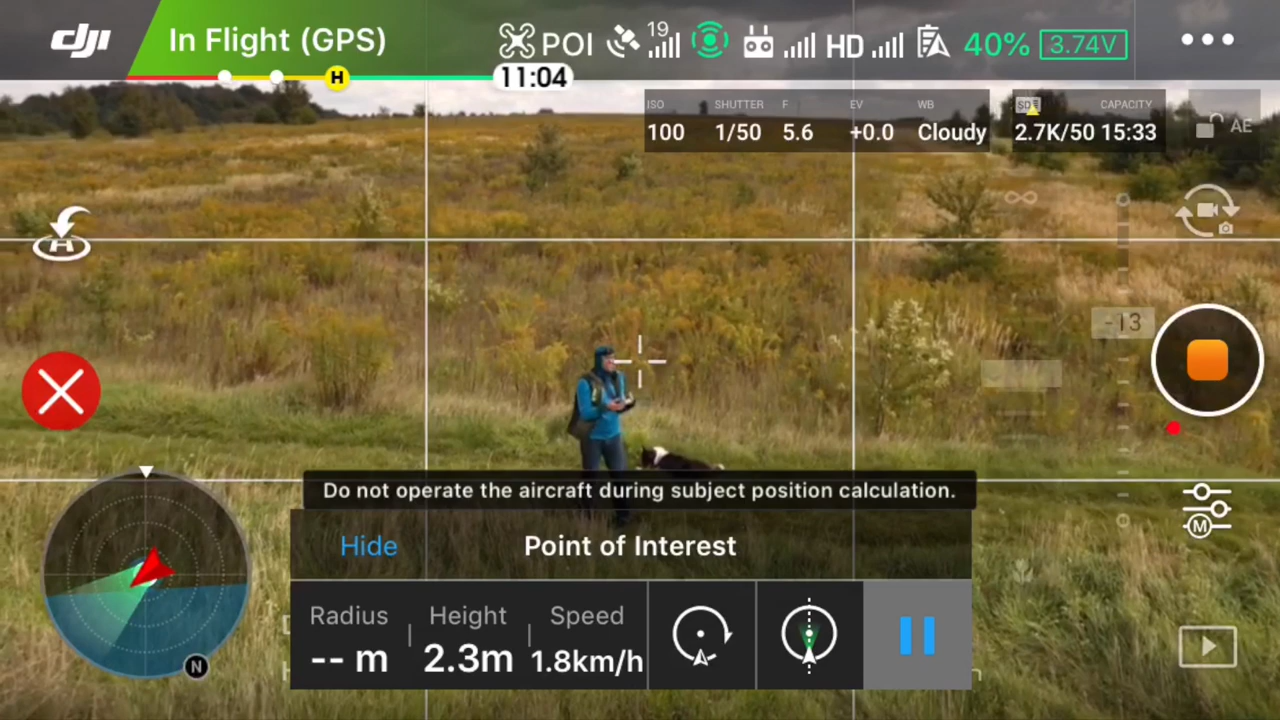 dji In Flight (GPS) POI 19 HD 40% 3.74V
H 11:04
ISO SHUTTER F EV WB SD CAPACITY
100 1/50 5.6 +0.0 Cloudy 2.7K/50 15:33 AE
H
-13
Do not operate the aircraft during subject position calculation.
Hide Point of Interest
M
Radius Height Speed
-- m 2.3m 1.8km/h
N